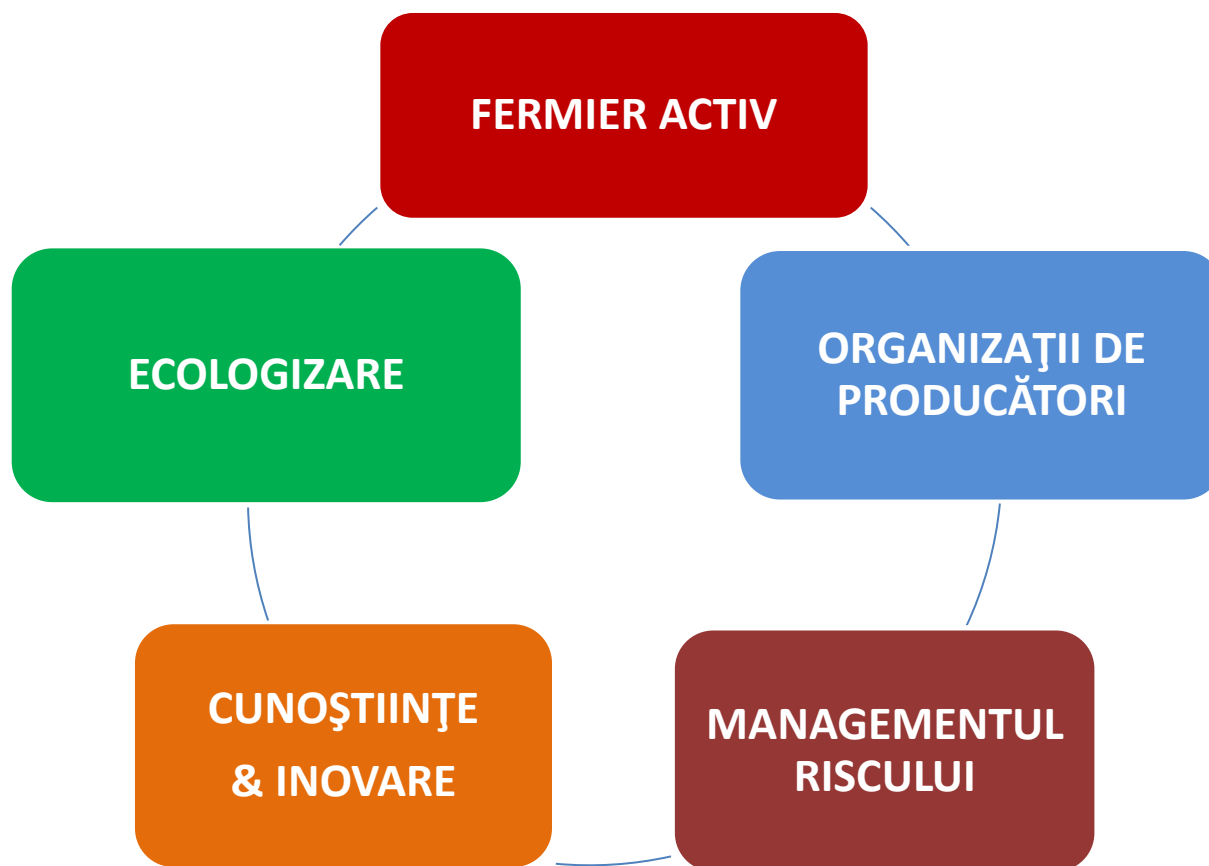 FERMIER ACTIV
ECOLOGIZARE
ORGANIZAŢII DE
PRODUCĂTORI
CUNOŞTIINŢE
& INOVARE
MANAGEMENTUL
RISCULUI